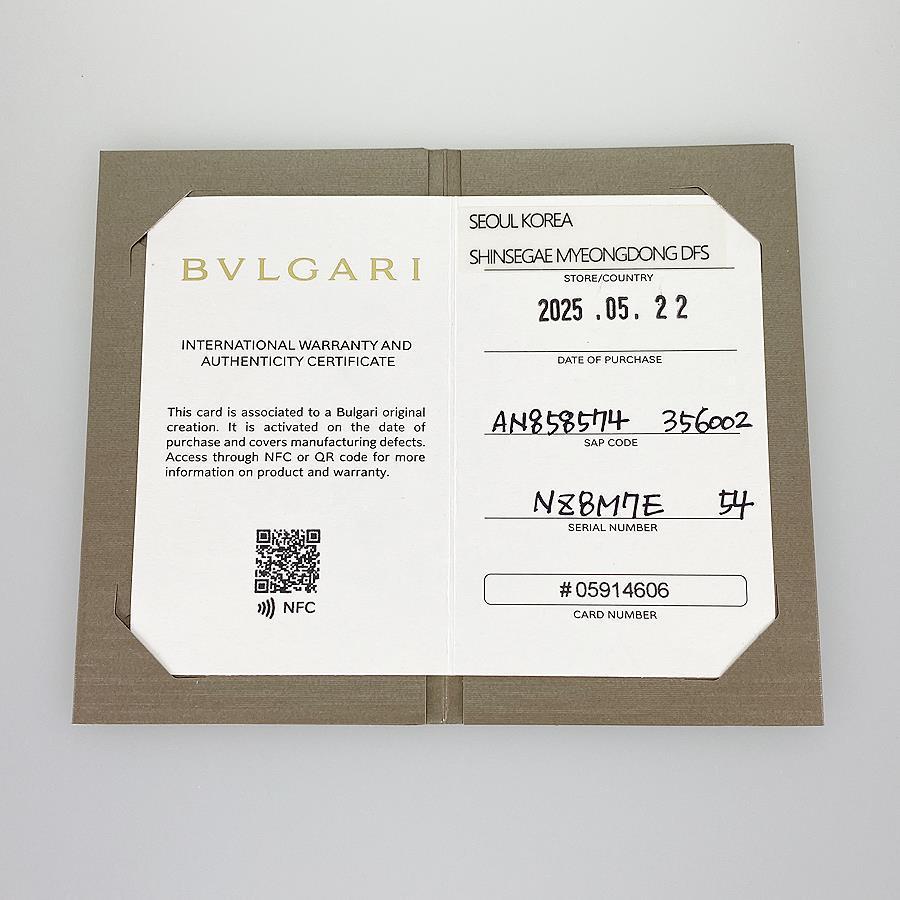 BVLGARI
INTERNATIONAL WARRANTY AND
AUTHENTICITY CERTIFICATE
This card is associated to a Bulgari original
creation. It is activated on the date of
purchase and covers manufacturing defects.
Access through NFC or QR code for more
information on product and warranty.
NFC
SEOUL KOREA
SHINSEGAE MYEONGDONG DFS
STORE/COUNTRY
2025 .05. 22
DATE OF PURCHASE
AN858574 356002
SAP CODE
NZ8M7E 54
SERIAL NUMBER
#05914606
CARD NUMBER